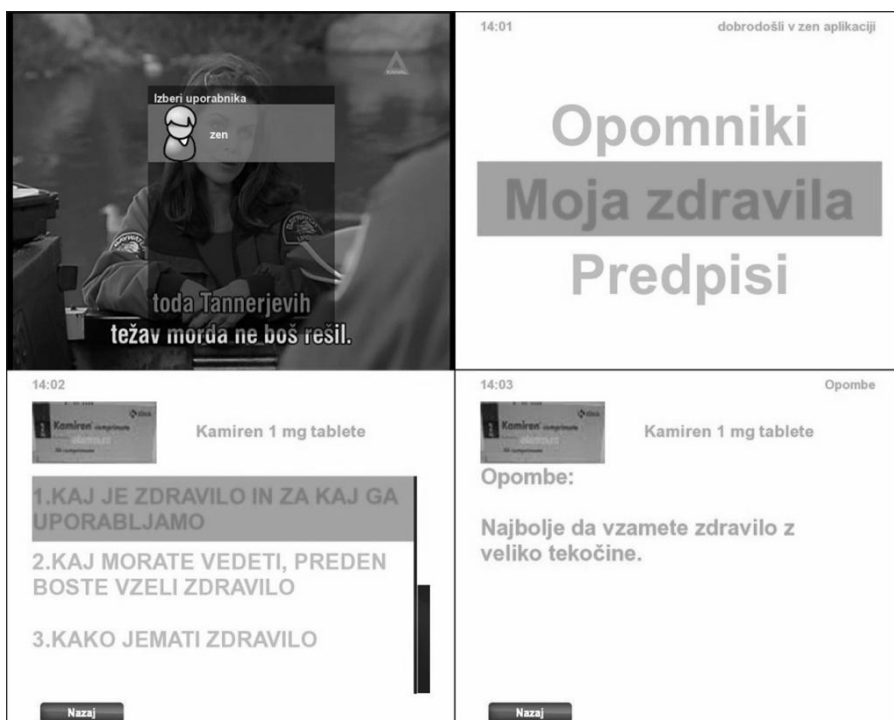 Izberi uporabnika
zen
toda Tannerjevih
težav morda ne boš rešil.
14:01
dobrodošli v zen aplikaciji
Opomniki
Moja zdravila
Predpisi
14:02
Kamiren
Kamiren 1 mg tablete
1.KAJ JE ZDRAVILO IN ZA KAJ GA
UPORABLJAMO
2.KAJ MORATE VEDETI, PREDEN
BOSTE VZELI ZDRAVILO
3.KAKO JEMATI ZDRAVILO
Nazaj
14:03
Opombe
Kamiren
Kamiren 1 mg tablete
Opombe:
Najbolje da vzamete zdravilo z
veliko tekočine.
Nazaj